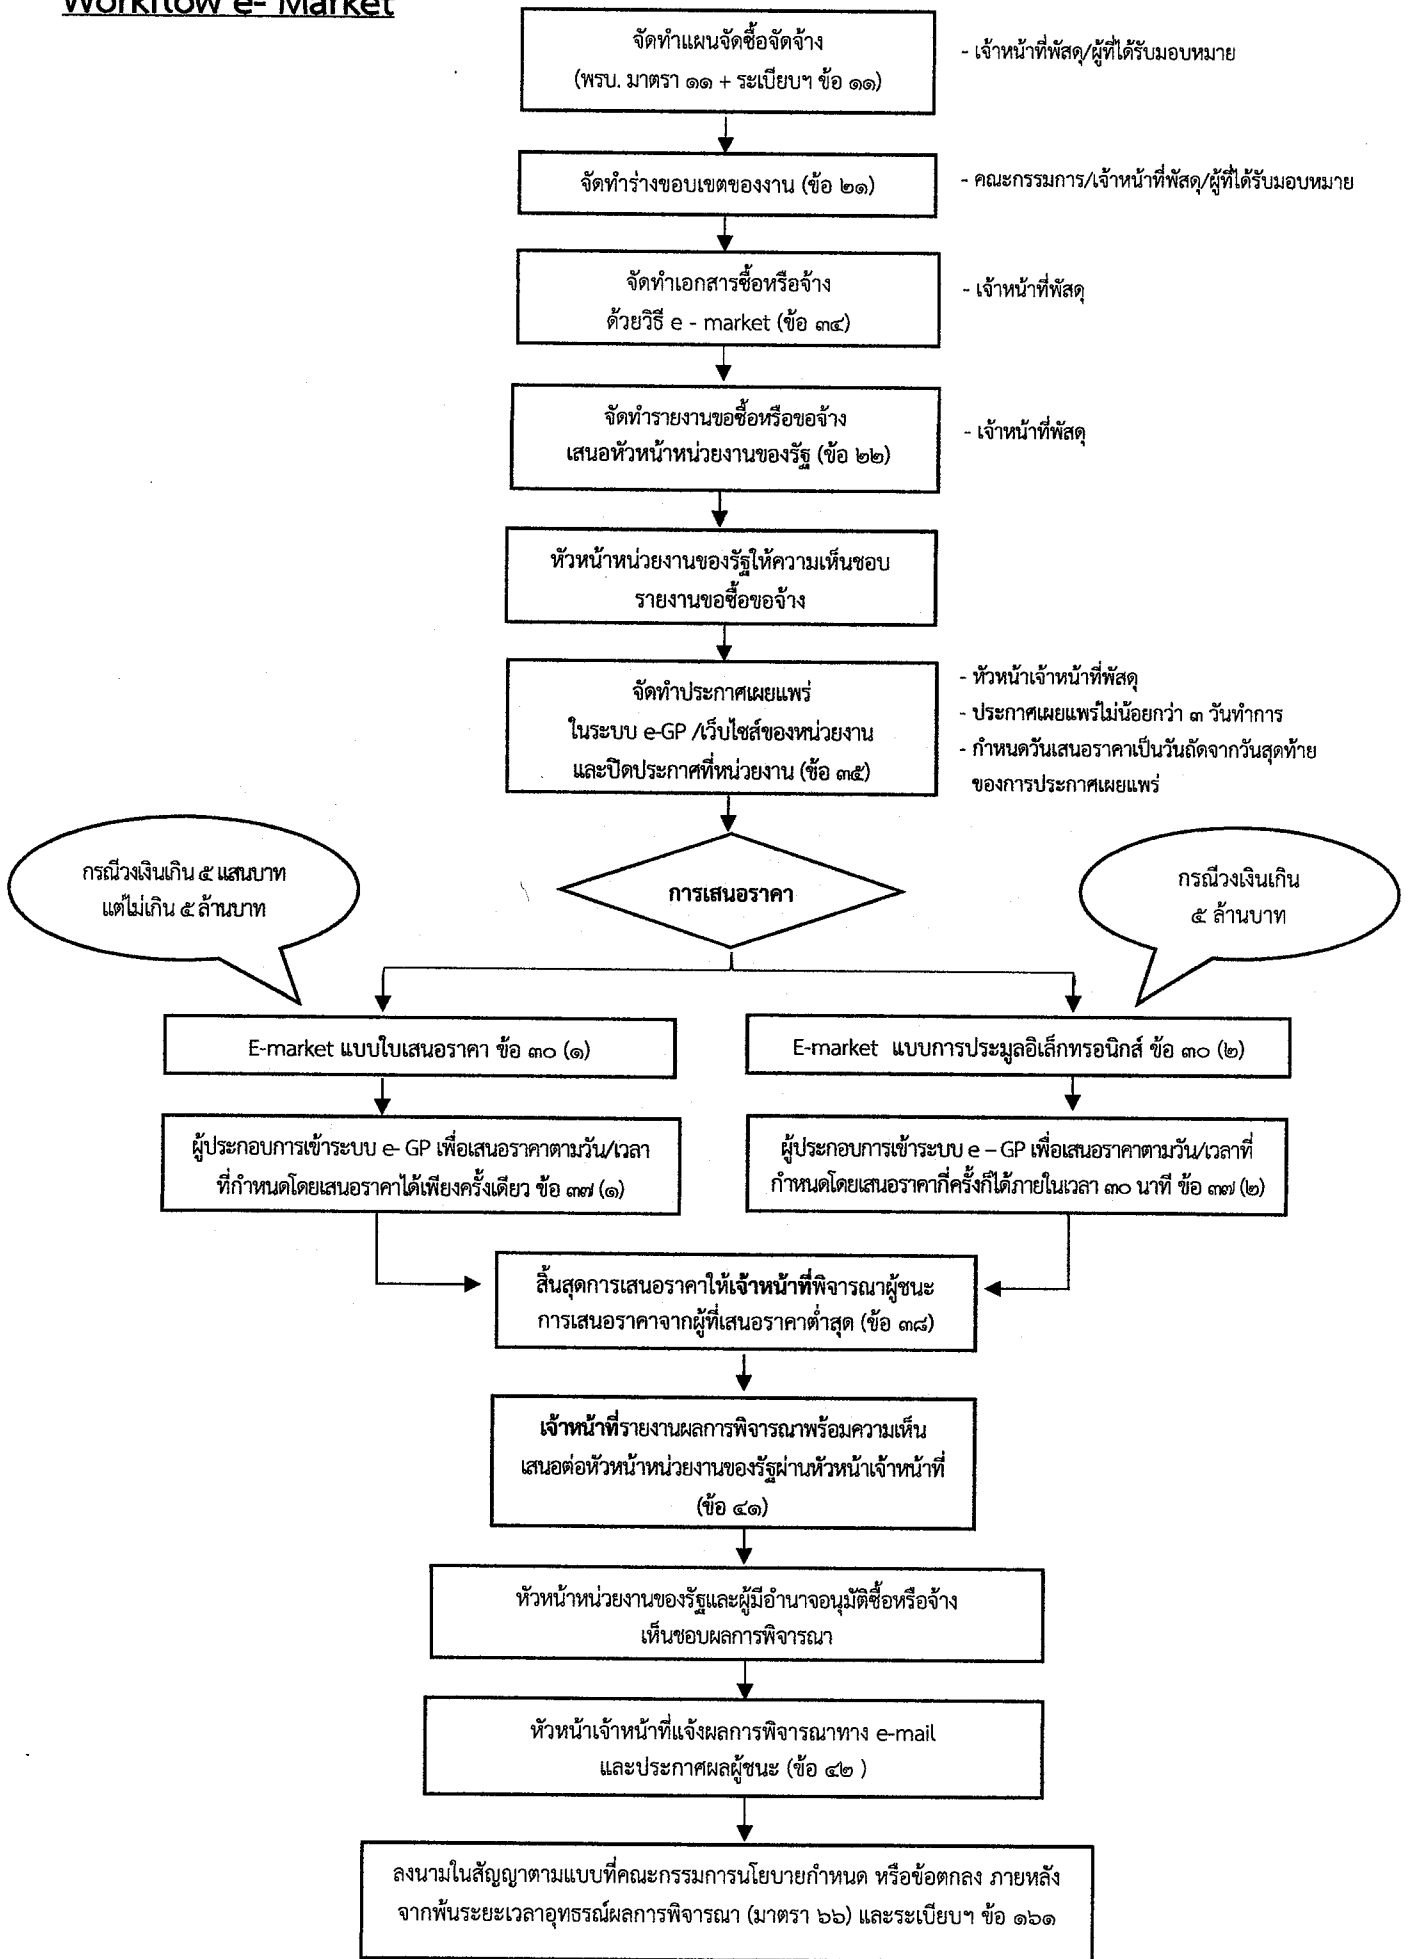 Workflow e- Market
จัดทำแผนจัดซื้อจัดจ้าง
(พรบ. มาตรา ๑๑ + ระเบียบฯ ข้อ ๑๑)
- เจ้าหน้าที่พัสดุ/ผู้ที่ได้รับมอบหมาย
จัดทำร่างขอบเขตของงาน (ข้อ ๒๑)
- คณะกรรมการ/เจ้าหน้าที่พัสดุ/ผู้ที่ได้รับมอบหมาย
จัดทำเอกสารซื้อหรือจ้าง
ด้วยวิธี e - market (ข้อ ๓๔)
- เจ้าหน้าที่พัสดุ
จัดทำรายงานขอซื้อหรือขอจ้าง
เสนอหัวหน้าหน่วยงานของรัฐ (ข้อ ๒๒)
- เจ้าหน้าที่พัสดุ
หัวหน้าหน่วยงานของรัฐให้ความเห็นชอบ
รายงานขอซื้อขอจ้าง
จัดทำประกาศเผยแพร่
ในระบบ e-GP /เว็บไซส์ของหน่วยงาน
และปิดประกาศที่หน่วยงาน (ข้อ ๓๕)
- หัวหน้าเจ้าหน้าที่พัสดุ
- ประกาศเผยแพร่ไม่น้อยกว่า ๓ วันทำการ
- กำหนดวันเสนอราคาเป็นวันถัดจากวันสุดท้าย
ของการประกาศเผยแพร่
กรณีวงเงินเกิน ๕ แสนบาท
แต่ไม่เกิน ๕ ล้านบาท
การเสนอราคา
กรณีวงเงินเกิน
๕ ล้านบาท
E-market แบบใบเสนอราคา ข้อ ๓๐ (๑)
E-market แบบการประมูลอิเล็กทรอนิกส์ ข้อ ๓๐ (๒)
ผู้ประกอบการเข้าระบบ e- GP เพื่อเสนอราคาตามวัน/เวลา
ที่กำหนดโดยเสนอราคาได้เพียงครั้งเดียว ข้อ ๓๗ (๑)
ผู้ประกอบการเข้าระบบ e – GP เพื่อเสนอราคาตามวัน/เวลาที่
กำหนดโดยเสนอราคากี่ครั้งก็ได้ภายในเวลา ๓๐ นาที ข้อ ๓๗ (๒)
สิ้นสุดการเสนอราคาให้เจ้าหน้าที่พิจารณาผู้ชนะ
การเสนอราคาจากผู้ที่เสนอราคาต่ำสุด (ข้อ ๓๘)
เจ้าหน้าที่รายงานผลการพิจารณาพร้อมความเห็น
เสนอต่อหัวหน้าหน่วยงานของรัฐผ่านหัวหน้าเจ้าหน้าที่
(ข้อ ๔๑)
หัวหน้าหน่วยงานของรัฐและผู้มีอำนาจอนุมัติซื้อหรือจ้าง
เห็นชอบผลการพิจารณา
หัวหน้าเจ้าหน้าที่แจ้งผลการพิจารณาทาง e-mail
และประกาศผลผู้ชนะ (ข้อ ๔๒ )
ลงนามในสัญญาตามแบบที่คณะกรรมการนโยบายกำหนด หรือข้อตกลง ภายหลัง
จากพ้นระยะเวลาอุทธรณ์ผลการพิจารณา (มาตรา ๖๖) และระเบียบฯ ข้อ ๑๖๑